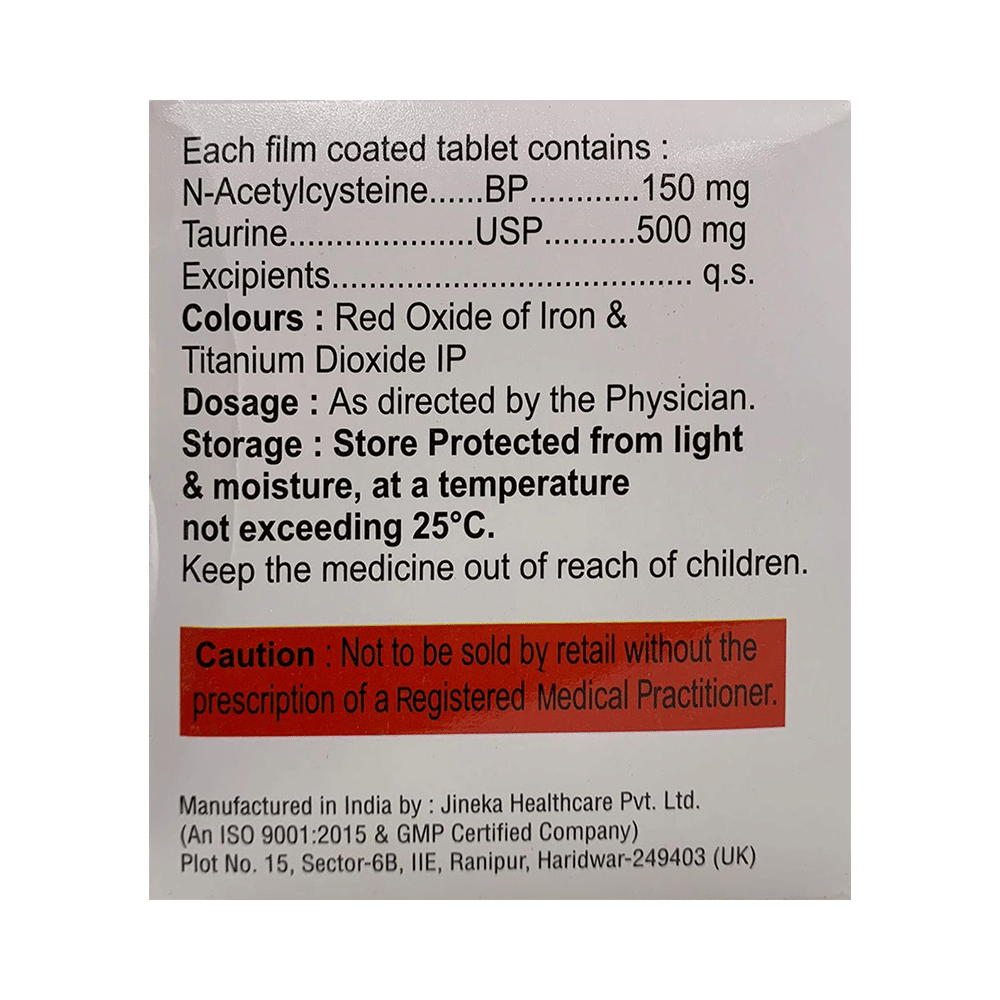 Each film coated tablet contains :
N-Acetylcysteine......BP............150 mg
Taurine....................USP..........500 mg
Excipients....................................... q.s.
Colours : Red Oxide of Iron &
Titanium Dioxide IP
Dosage : As directed by the Physician.
Storage : Store Protected from light
& moisture, at a temperature
not exceeding 25°C.
Keep the medicine out of reach of children.
Caution : Not to be sold by retail without the
prescription of a Registered Medical Practitioner.
Manufactured in India by : Jineka Healthcare Pvt. Ltd.
(An ISO 9001:2015 & GMP Certified Company)
Plot No. 15, Sector-6B, IIE, Ranipur, Haridwar-249403 (UK)